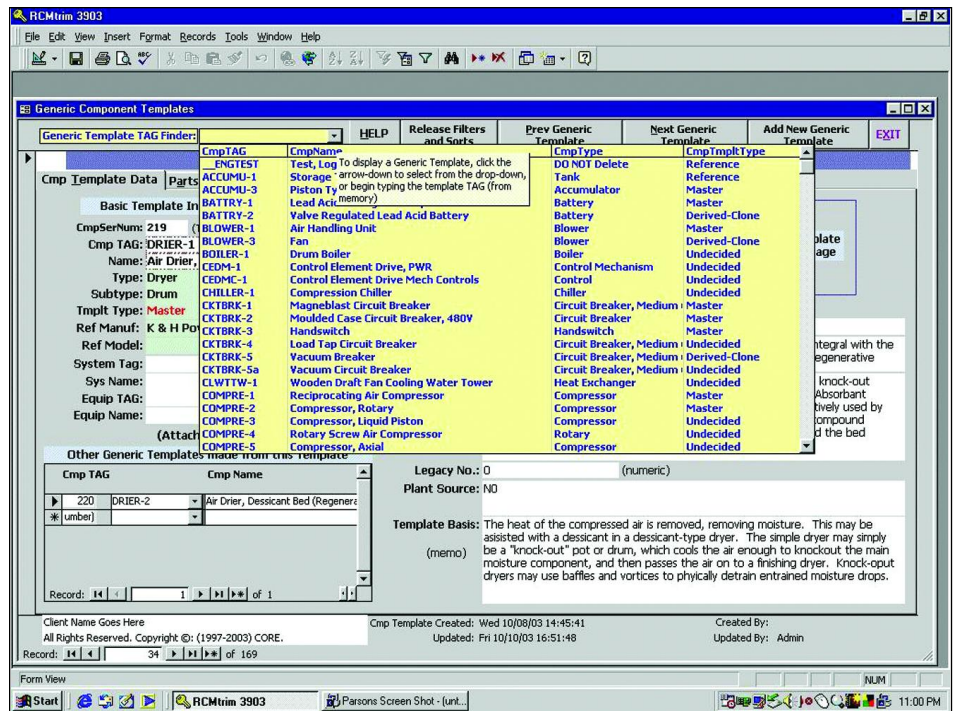 RCMtrim 3903
File Edit View Insert Format Records Tools Window Help
Generic Component Templates
Generic Template TAG Finder: HELP Release Filters and Sorts Prev Generic Template Next Generic Template Add New Generic Template EXIT
CmpTAG CmpName CmpType CmpTmpltType
__ENGTEST Test, Log DO NOT Delete Reference
ACCUMU-1 Storage Tank Reference
ACCUMU-3 Piston Ty Accumulator Master
BATTRY-1 Lead Acid Battery Master
BATTRY-2 Valve Regulated Lead Acid Battery Battery Derived-Clone
BLOWER-1 Air Handling Unit Blower Master
BLOWER-3 Fan Blower Derived-Clone
BOILER-1 Drum Boiler Boiler Undecided
CEDM-1 Control Element Drive, PWR Control Mechanism Undecided
CEDMC-1 Control Element Drive Mech Controls Control Undecided
CHILLER-1 Compression Chiller Chiller Undecided
CKTBRK-1 Magneblast Circuit Breaker Circuit Breaker, Medium Master
CKTBRK-2 Moulded Case Circuit Breaker, 480V Circuit Breaker Master
CKTBRK-3 Handswitch Handswitch Master
CKTBRK-4 Load Tap Circuit Breaker Circuit Breaker, Medium Undecided
CKTBRK-5 Vacuum Breaker Circuit Breaker, Medium Derived-Clone
CKTBRK-5a Vacuum Circuit Breaker Circuit Breaker, Medium Undecided
CLWTTW-1 Wooden Draft Fan Cooling Water Tower Heat Exchanger Undecided
COMPRE-1 Reciprocating Air Compressor Compressor Master
COMPRE-2 Compressor, Rotary Compressor Master
COMPRE-3 Compressor, Liquid Piston Compressor Undecided
COMPRE-4 Rotary Screw Air Compressor Rotary Undecided
COMPRE-5 Compressor, Axial Compressor Undecided
To display a Generic Template, click the
arrow-down to select from the drop-down,
or begin typing the template TAG (from
memory)
Cmp Template Data Parts
Basic Template In
CmpSerNum: 219
Cmp TAG: DRIER-1
Name: Air Drier,
Type: Dryer
Subtype: Drum
Tmplt Type: Master
Ref Manuf: K & H Po
Ref Model:
System Tag:
Sys Name:
Equip TAG:
Equip Name:
(Attach
plate
age
ntegral with the
egenerative
knock-out
Absorbant
tively used by
compound
d the bed
Other Generic Templates made from this Template
Cmp TAG Cmp Name
220 DRIER-2 Air Drier, Dessicant Bed (Regenera
umber)
Record: 1 of 1
Legacy No.: 0 (numeric)
Plant Source: NO
Template Basis: The heat of the compressed air is removed, removing moisture. This may be
asisisted with a dessicant in a dessicant-type dryer. The simple dryer may simply
(memo) be a "knock-out" pot or drum, which cools the air enough to knockout the main
moisture component, and then passes the air on to a finishing dryer. Knock-oput
dryers may use baffles and vortices to phyically detrain entrained moisture drops.
Client Name Goes Here Cmp Template Created: Wed 10/08/03 14:45:41 Created By:
All Rights Reserved. Copyright ©: (1997-2003) CORE. Updated: Fri 10/10/03 16:51:48 Updated By: Admin
Record: 34 of 169
Form View NUM
Start RCMtrim 3903 Parsons Screen Shot - (unt... 11:00 PM